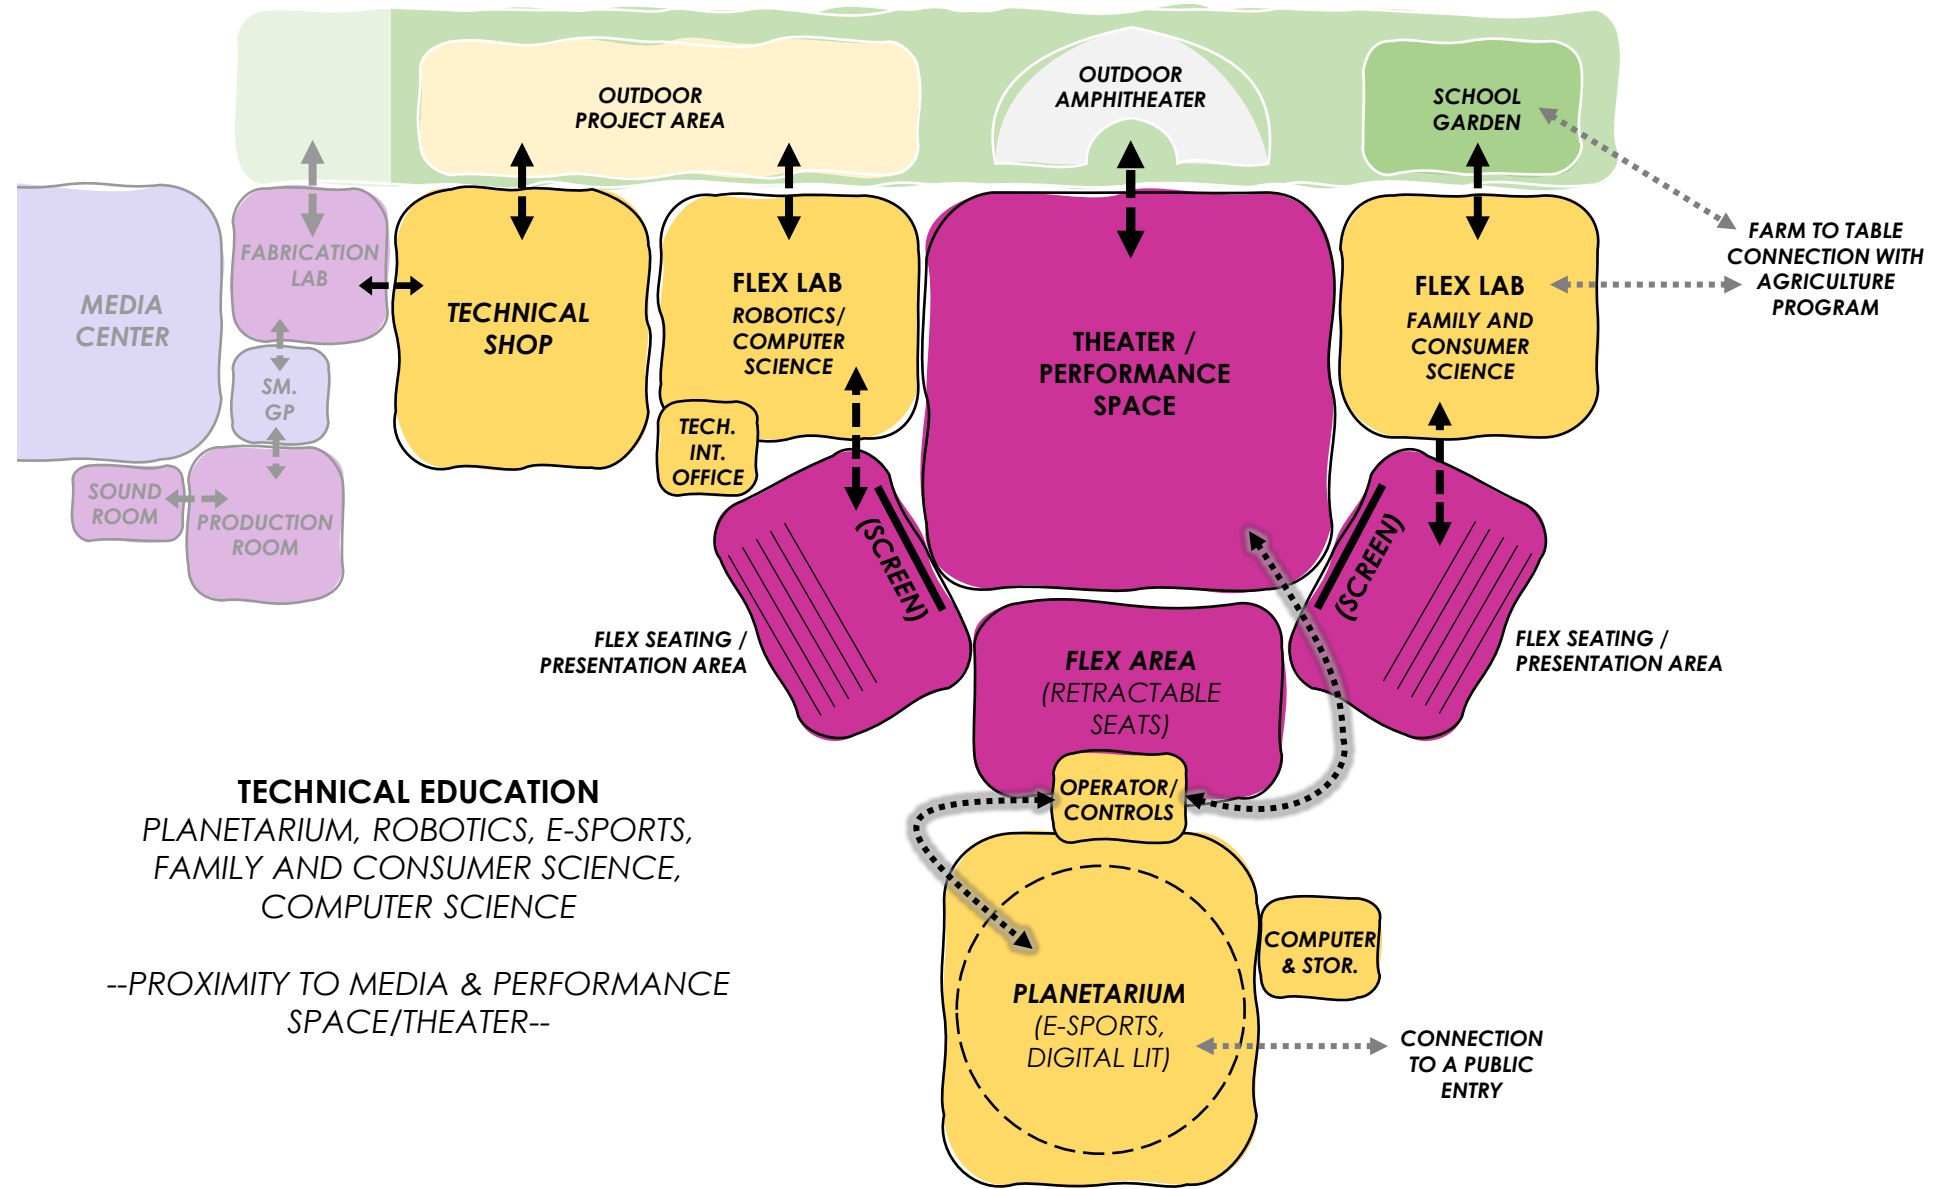 OUTDOOR
PROJECT AREA
OUTDOOR
AMPHITHEATER
SCHOOL
GARDEN
FARM TO TABLE
CONNECTION WITH
AGRICULTURE
PROGRAM
MEDIA
CENTER
FABRICATION
LAB
SM.
GP
SOUND
ROOM
PRODUCTION
ROOM
TECHNICAL
SHOP
FLEX LAB
ROBOTICS/
COMPUTER
SCIENCE
TECH.
INT.
OFFICE
THEATER /
PERFORMANCE
SPACE
FLEX LAB
FAMILY AND
CONSUMER
SCIENCE
(SCREEN)
(SCREEN)
FLEX SEATING /
PRESENTATION AREA
FLEX SEATING /
PRESENTATION AREA
FLEX AREA
(RETRACTABLE
SEATS)
OPERATOR/
CONTROLS
TECHNICAL EDUCATION
PLANETARIUM, ROBOTICS, E-SPORTS,
FAMILY AND CONSUMER SCIENCE,
COMPUTER SCIENCE
--PROXIMITY TO MEDIA & PERFORMANCE
SPACE/THEATER--
COMPUTER
& STOR.
PLANETARIUM
(E-SPORTS,
DIGITAL LIT)
CONNECTION
TO A PUBLIC
ENTRY